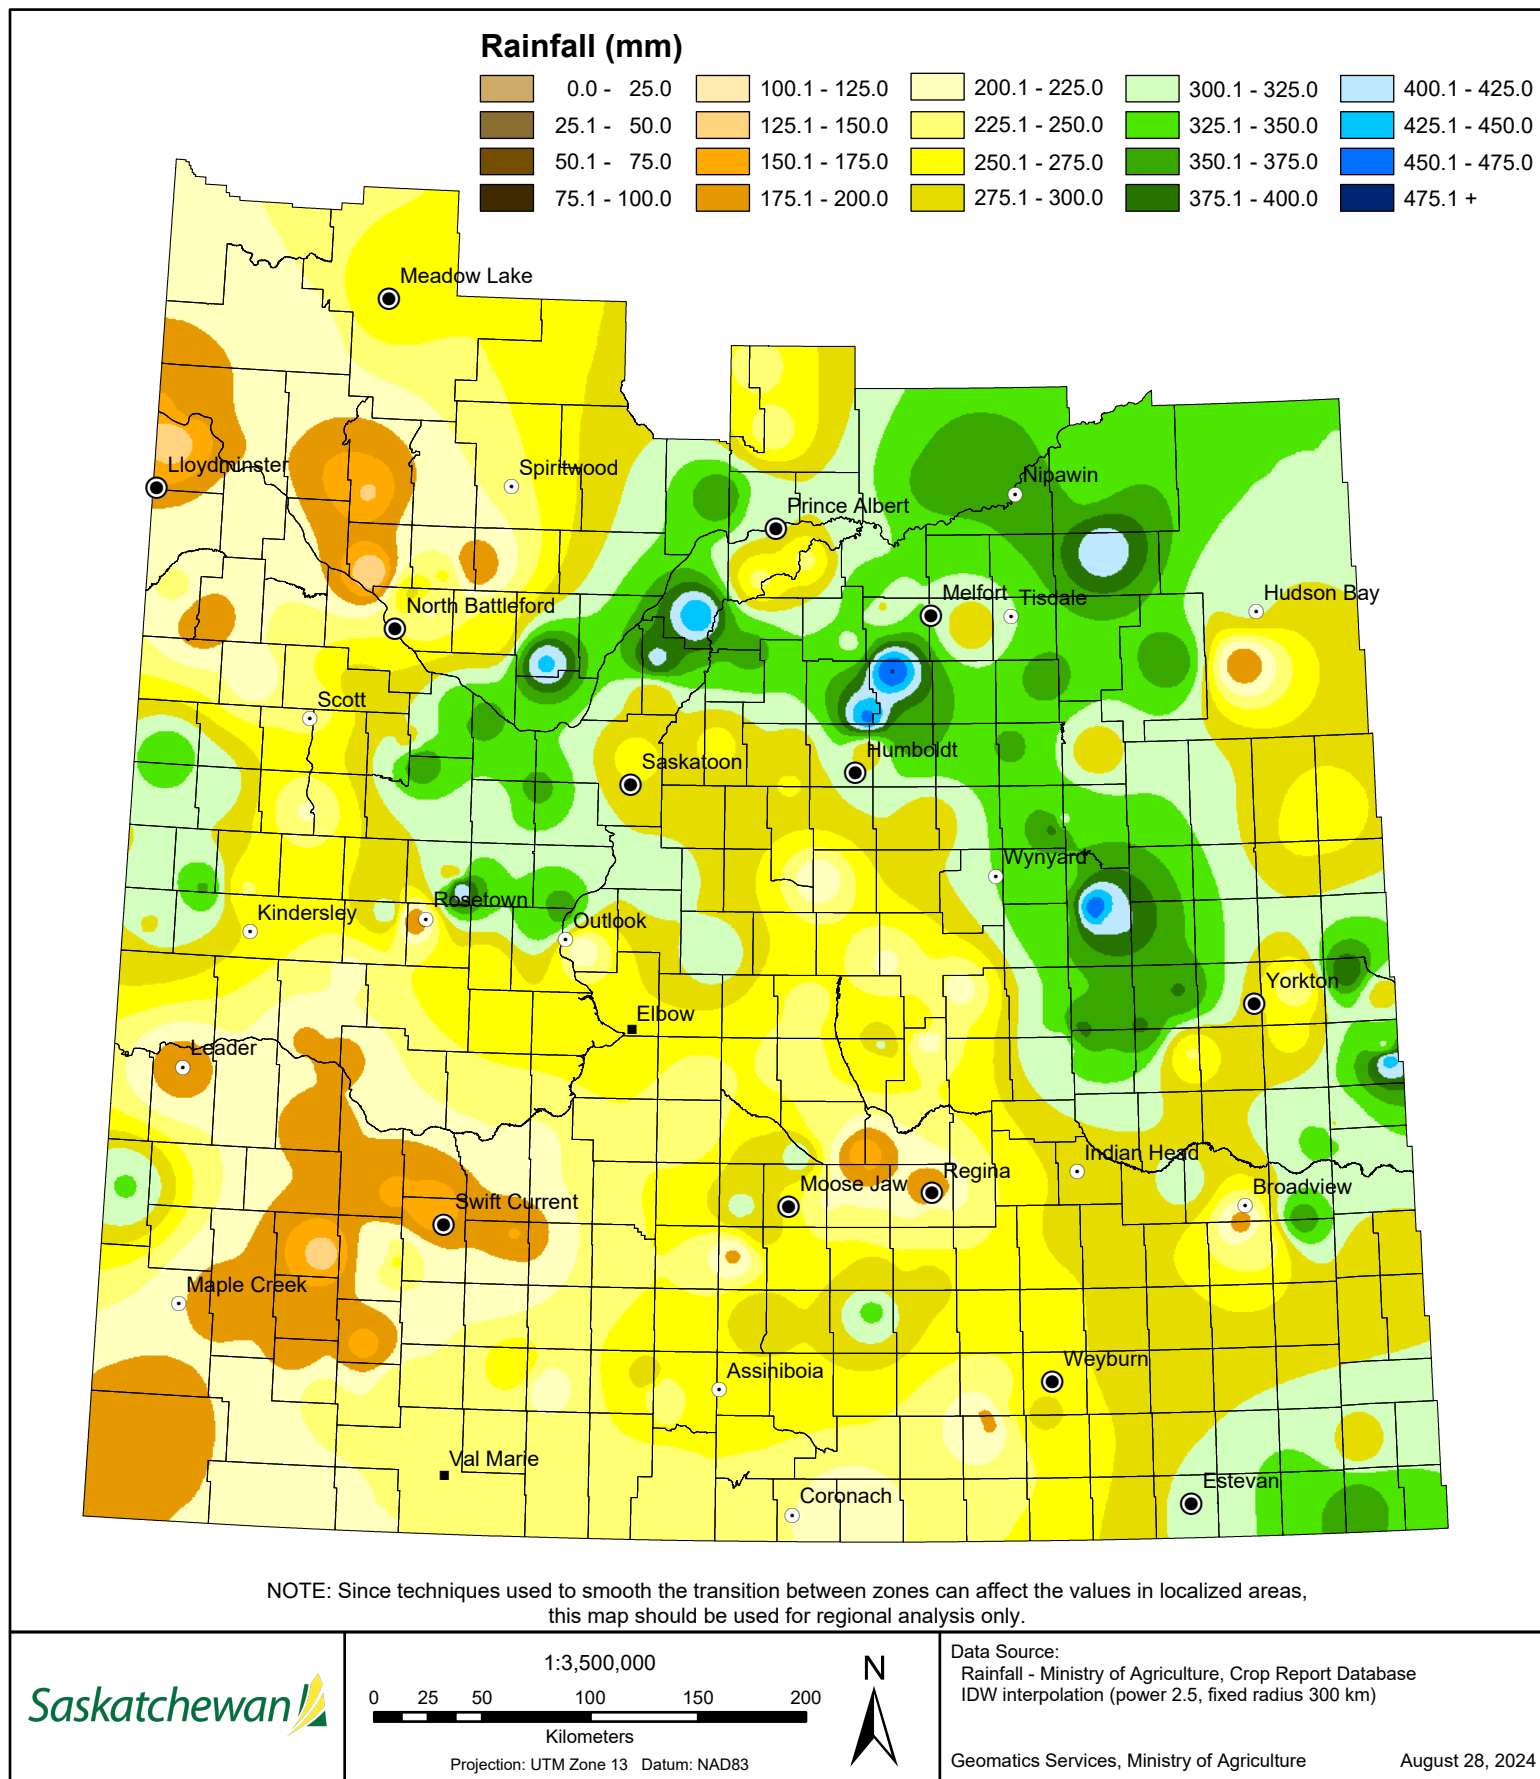 Rainfall (mm)
0.0 - 25.0
25.1 - 50.0
50.1 - 75.0
75.1 - 100.0
100.1 - 125.0
125.1 - 150.0
150.1 - 175.0
175.1 - 200.0
200.1 - 225.0
225.1 - 250.0
250.1 - 275.0
275.1 - 300.0
300.1 - 325.0
325.1 - 350.0
350.1 - 375.0
375.1 - 400.0
400.1 - 425.0
425.1 - 450.0
450.1 - 475.0
475.1 +
Meadow Lake
Lloydminster
Spiritwood
Nipawin
Prince Albert
Hudson Bay
Melfort
Tisdale
North Battleford
Scott
Humboldt
Saskatoon
Wynyard
Rosetown
Kindersley
Outlook
Yorkton
Elbow
Leader
Indian Head
Regina
Moose Jaw
Broadview
Swift Current
Maple Creek
Weyburn
Assiniboia
Val Marie
Estevan
Coronach
NOTE: Since techniques used to smooth the transition between zones can affect the values in localized areas,
this map should be used for regional analysis only.
Saskatchewan
1:3,500,000
0 25 50 100 150 200
Kilometers
Projection: UTM Zone 13 Datum: NAD83
N
Data Source:
Rainfall - Ministry of Agriculture, Crop Report Database
IDW interpolation (power 2.5, fixed radius 300 km)
Geomatics Services, Ministry of Agriculture August 28, 2024